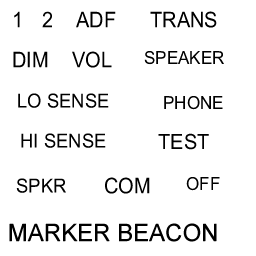 1 2 ADF TRANS
DIM VOL SPEAKER
LO SENSE PHONE
HI SENSE TEST
SPKR COM OFF
MARKER BEACON